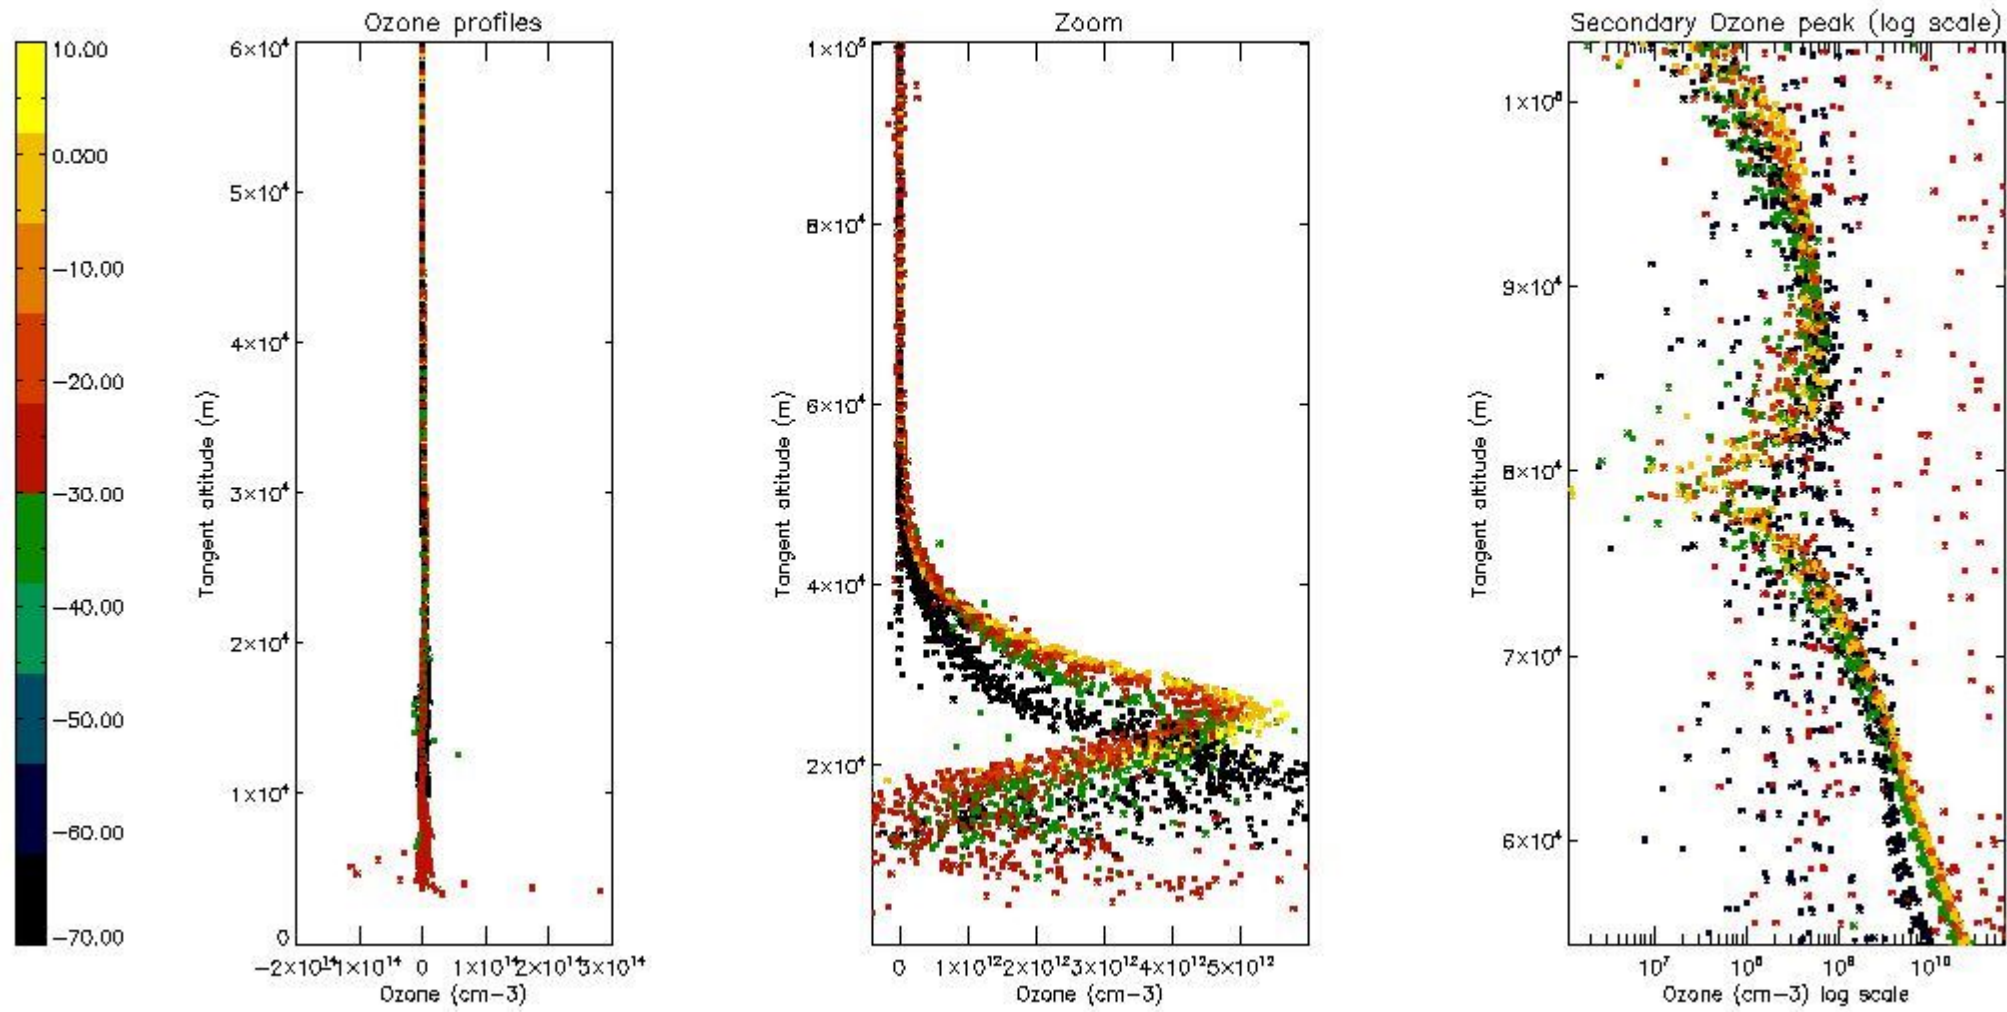 Ozone profiles
Zoom
Secondary Ozone peak (log scale)
10.00
0.000
−10.00
−20.00
−30.00
−40.00
−50.00
−60.00
−70.00
6×10⁴
5×10⁴
4×10⁴
3×10⁴
2×10⁴
1×10⁴
0
Tangent altitude (m)
−2×10¹⁴ −1×10¹⁴ 0 1×10¹⁴ 2×10¹⁴ 3×10¹⁴
Ozone (cm−3)
1×10⁵
8×10⁴
6×10⁴
4×10⁴
2×10⁴
Tangent altitude (m)
0 1×10¹² 2×10¹² 3×10¹² 4×10¹² 5×10¹²
Ozone (cm−3)
1×10⁵
9×10⁴
8×10⁴
7×10⁴
6×10⁴
Tangent altitude (m)
10⁷ 10⁸ 10⁹ 10¹⁰
Ozone (cm−3) log scale